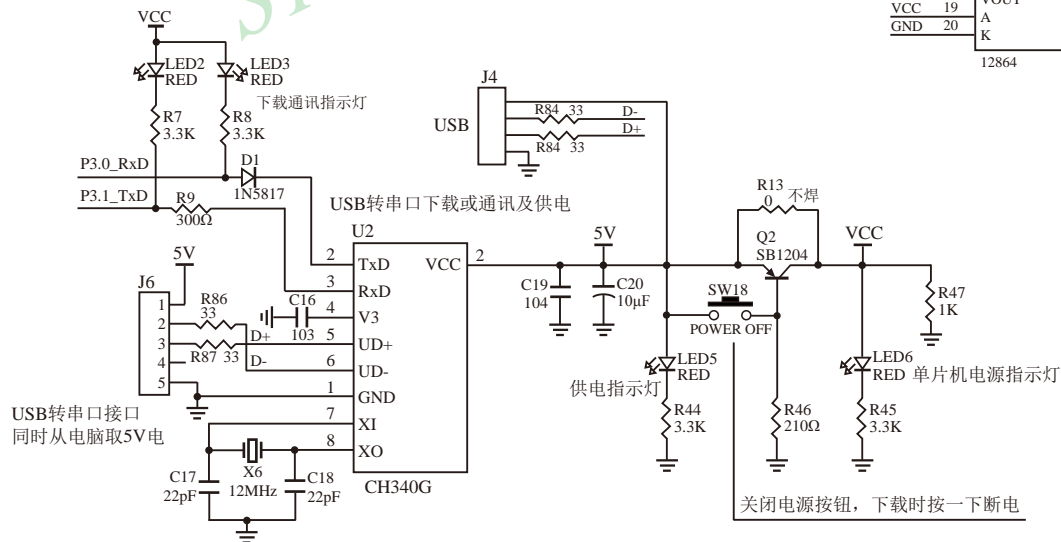 VCC
VOUT
VCC 19 A
GND 20 K
12864
LED2
RED
LED3
RED
下载通讯指示灯
R7
3.3K
R8
3.3K
P3.0_RxD
D1
1N5817
P3.1_TxD
R9
300Ω
J4
USB
R84 33 D-
D+
R84 33
USB转串口下载或通讯及供电
U2
2 TxD
3 RxD
4 V3
5 UD+
6 UD-
1 GND
7 XI
8 XO
VCC 2
CH340G
5V
J6
1
2
3
4
5
R86
33
R87 33
D+
D-
C16
103
USB转串口接口
同时从电脑取5V电
C17
22pF
X6
12MHz
C18
22pF
5V
C19
104
C20
10μF
R13
0 不焊
Q2
SB1204
VCC
SW18
POWER OFF
R47
1K
LED5
RED
供电指示灯
R44
3.3K
R46
210Ω
LED6
RED 单片机电源指示灯
R45
3.3K
关闭电源按钮，下载时按一下断电